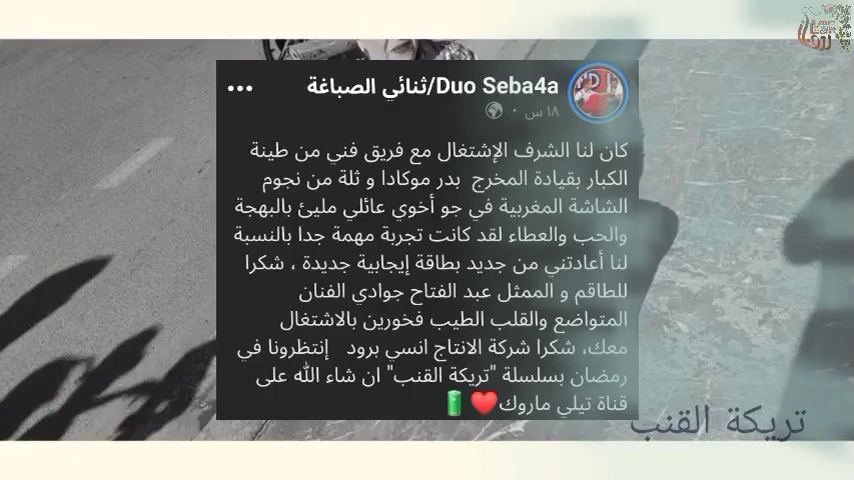 Duo Seba4a/ثنائي الصباغة
١٨ س
كان لنا الشرف الإشتغال مع فريق فني من طينة
الكبار بقيادة المخرج بدر موكادا و ثلة من نجوم
الشاشة المغربية في جو أخوي عائلي مليئ بالبهجة
والحب والعطاء لقد كانت تجربة مهمة جدا بالنسبة
لنا أعادتني من جديد بطاقة إيجابية جديدة ، شكرا
للطاقم و الممثل عبد الفتاح جوادي الفنان
المتواضع والقلب الطيب فخورين بالاشتغال
معك، شكرا شركة الانتاج انسي برود إنتظرونا في
رمضان بسلسلة "تريكة القنب" ان شاء الله على
قناة تيلي ماروك❤️🔋
تريكة القنب